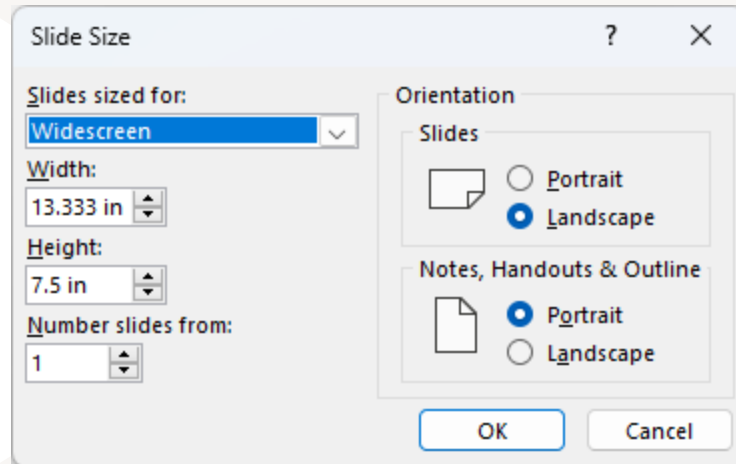 Slide Size
?
Slides sized for:
Widescreen
Width:
13.333 in
Height:
7.5 in
Number slides from:
1
Orientation
Slides
Portrait
Landscape
Notes, Handouts & Outline
Portrait
Landscape
OK
Cancel